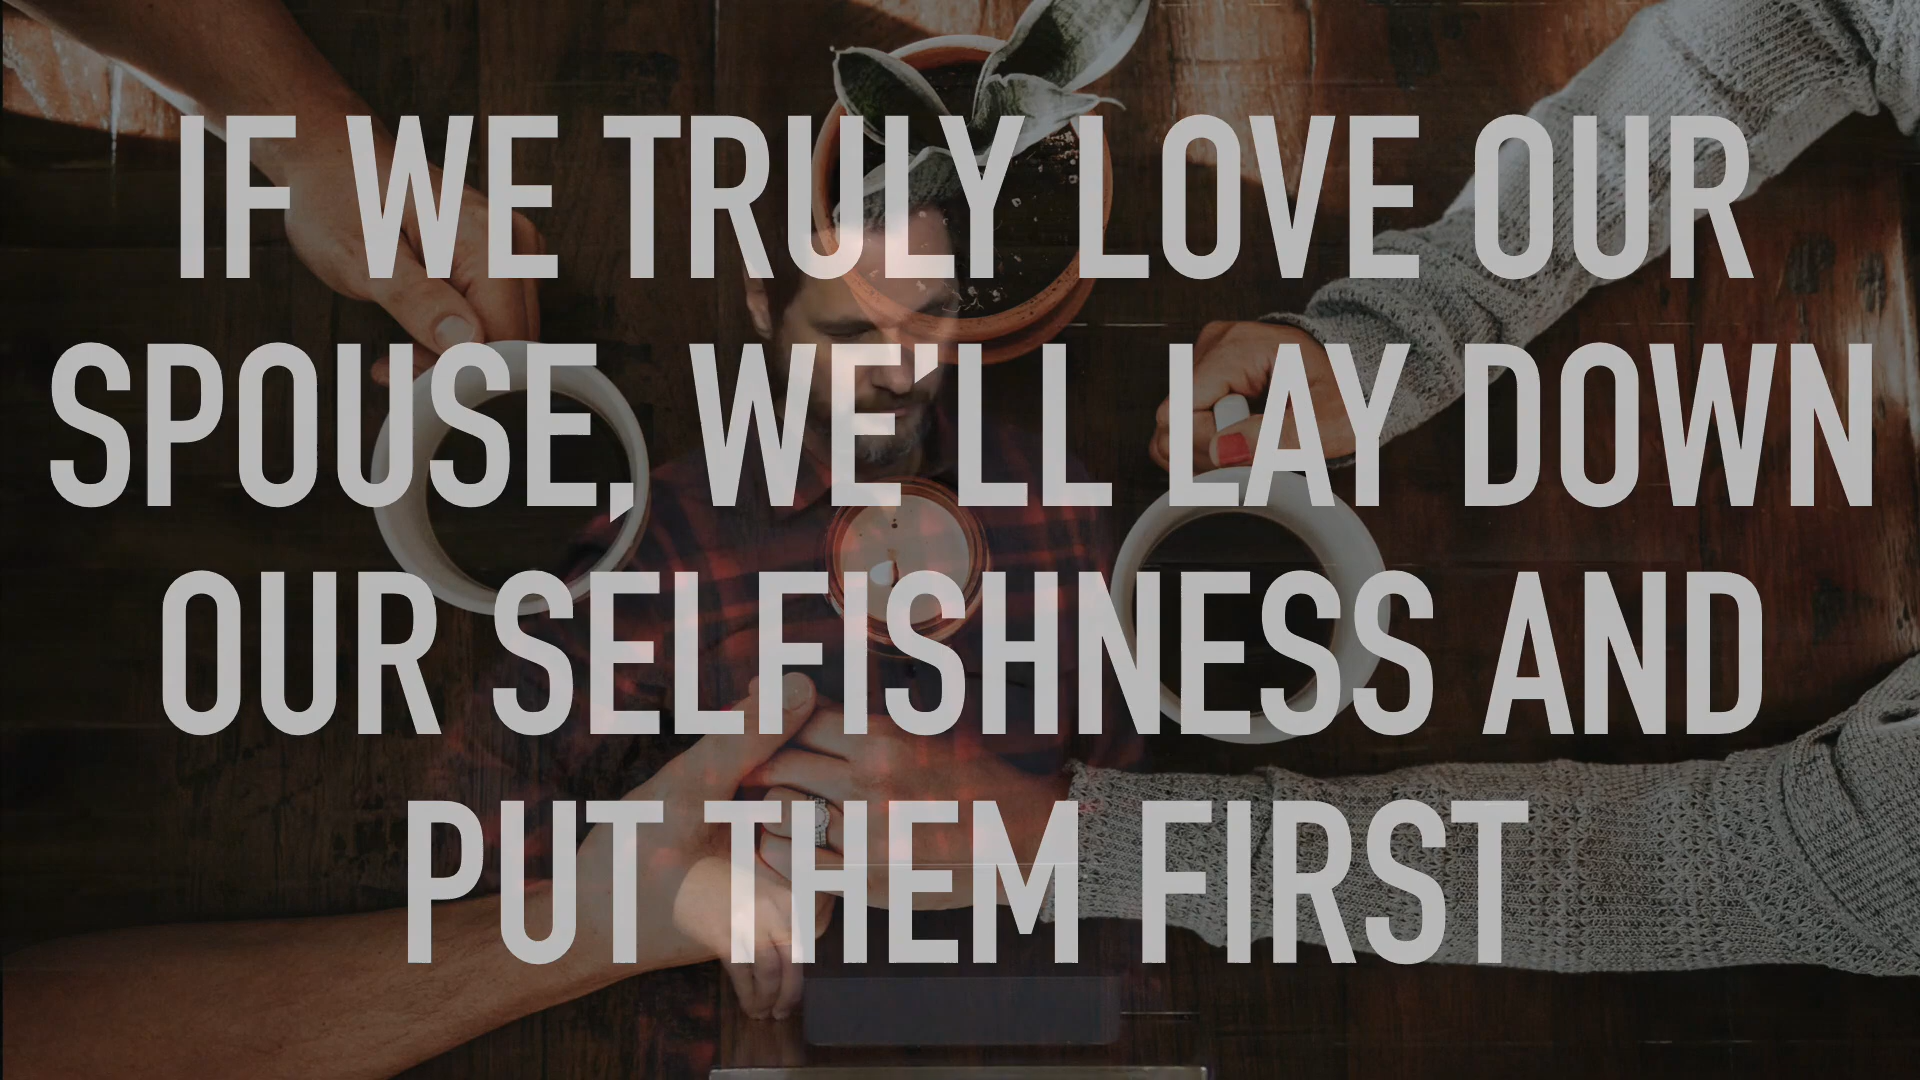 IF WE TRULY LOVE OUR
SPOUSE, WE'LL LAY DOWN
OUR SELFISHNESS AND
PUT THEM FIRST